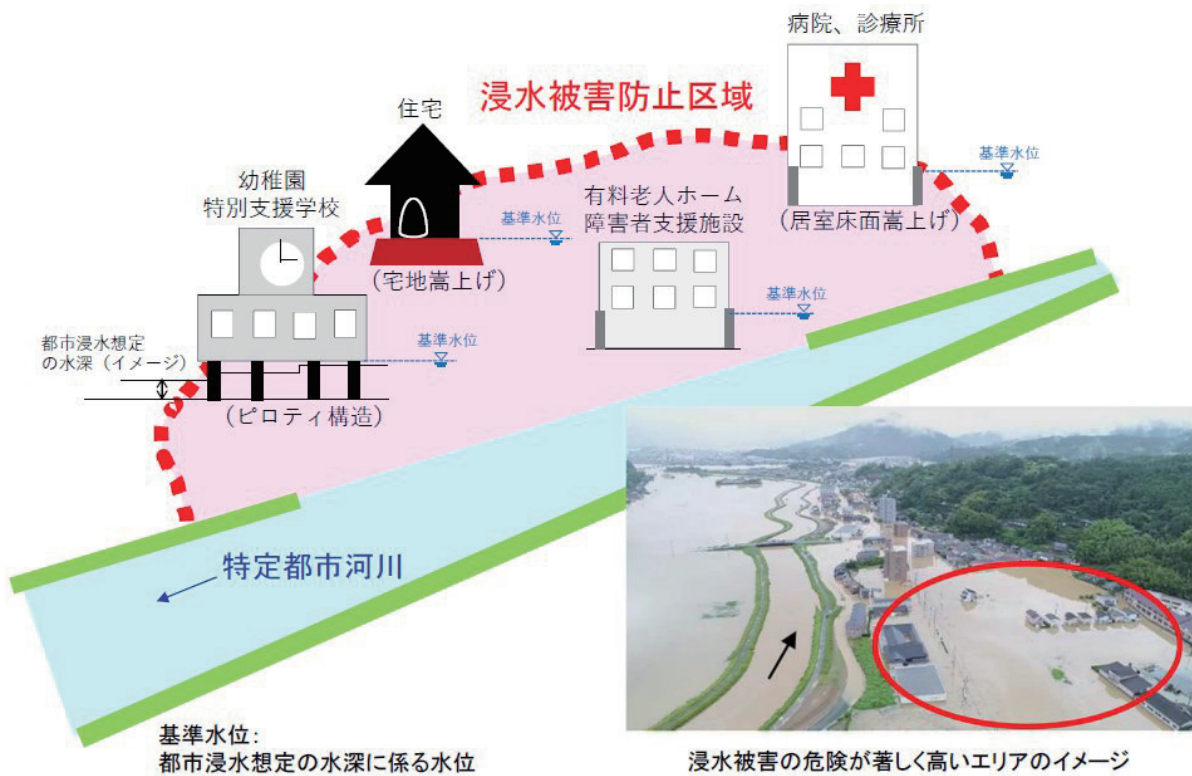 病院、診療所
浸水被害防止区域
住宅
基準水位
幼稚園
特別支援学校
有料老人ホーム
障害者支援施設
基準水位
(居室床面嵩上げ)
(宅地嵩上げ)
基準水位
都市浸水想定
の水深（イメージ）
基準水位
(ピロティ構造)
特定都市河川
基準水位：
都市浸水想定の水深に係る水位
浸水被害の危険が著しく高いエリアのイメージ